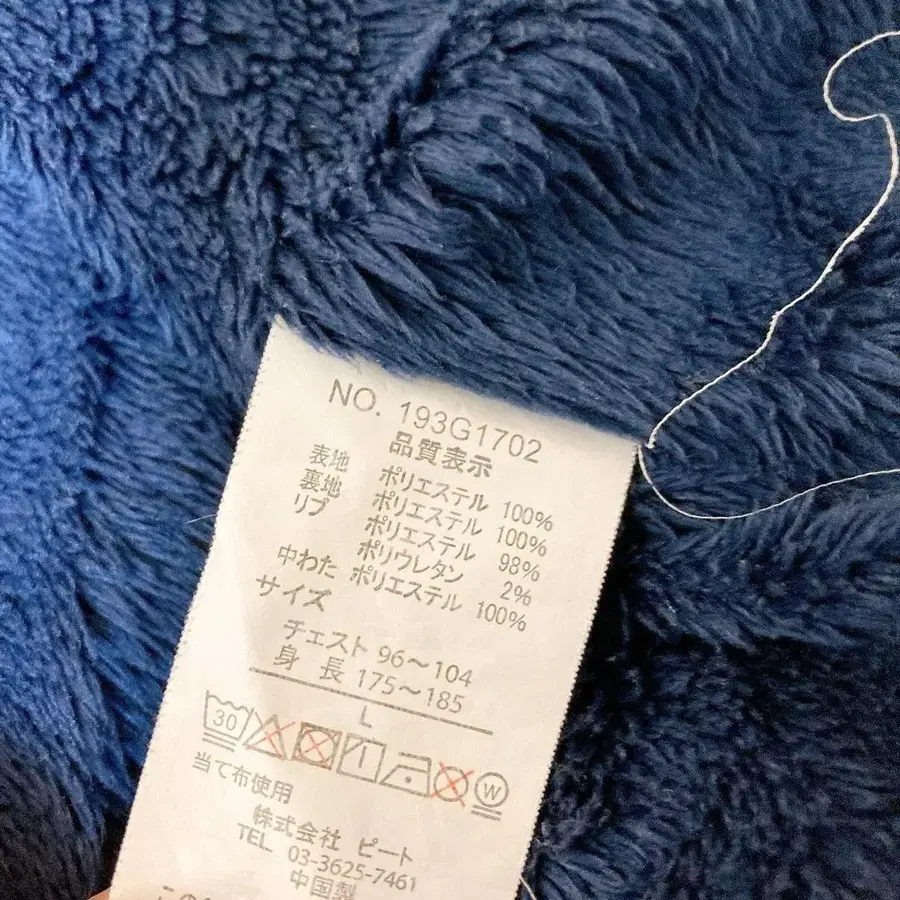 NO. 193G1702
品質表示
表地 ポリエステル 100%
裏地 ポリエステル 100%
リブ ポリエステル 98%
ポリウレタン 2%
中わた ポリエステル 100%
サイズ
チェスト 96〜104
身 長 175〜185
L
30 W
当て布使用
株式会社 ピート
TEL 03-3625-7461
中国製
この